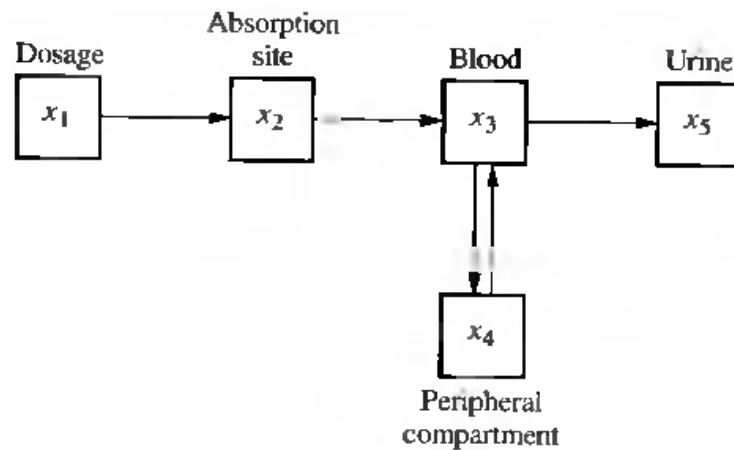 Dosage
Absorption
site
Blood
Urine
x1
x2
x3
x5
x4
Peripheral
compartment